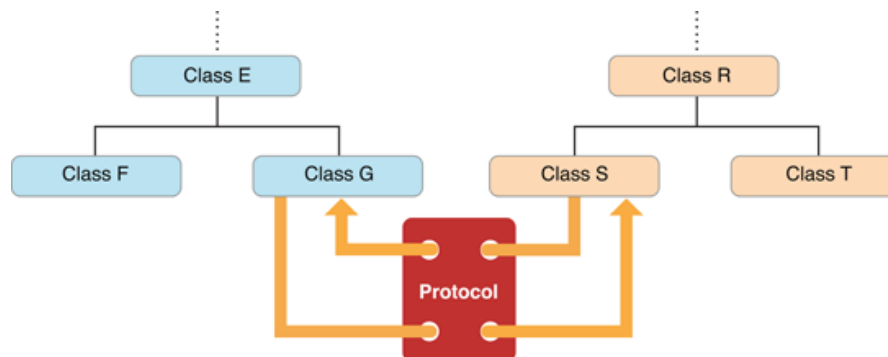 Class E
Class R
Class F
Class G
Class S
Class T
Protocol